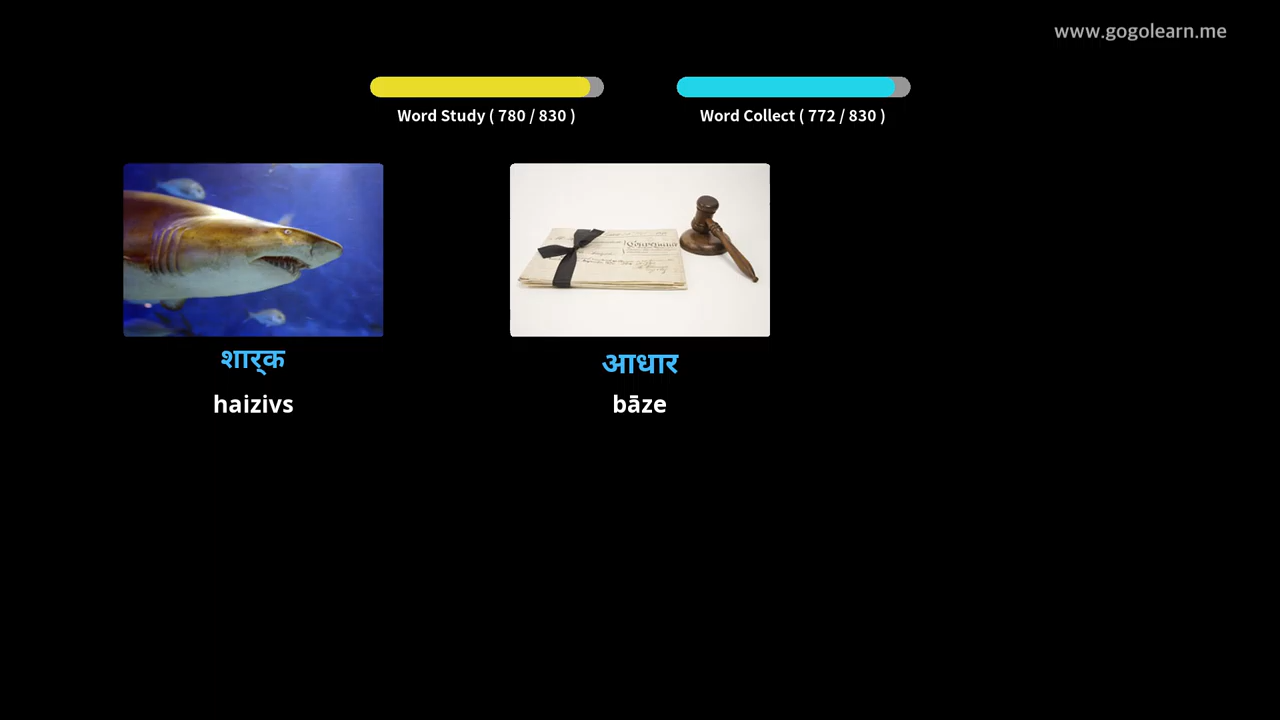 www.gogolearn.me
Word Study ( 780 / 830 )
Word Collect ( 772 / 830 )
शार्‌क
आधार
haizivs
bāze